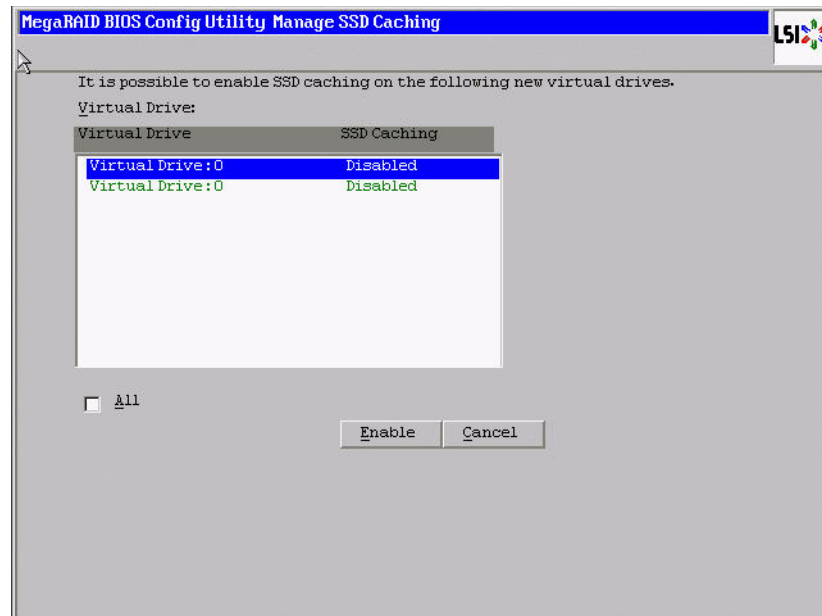 MegaRAID BIOS Config Utility Manage SSD Caching
LSI
It is possible to enable SSD caching on the following new virtual drives.
Virtual Drive:
Virtual Drive SSD Caching
Virtual Drive:0 Disabled
Virtual Drive:0 Disabled
All
Enable Cancel